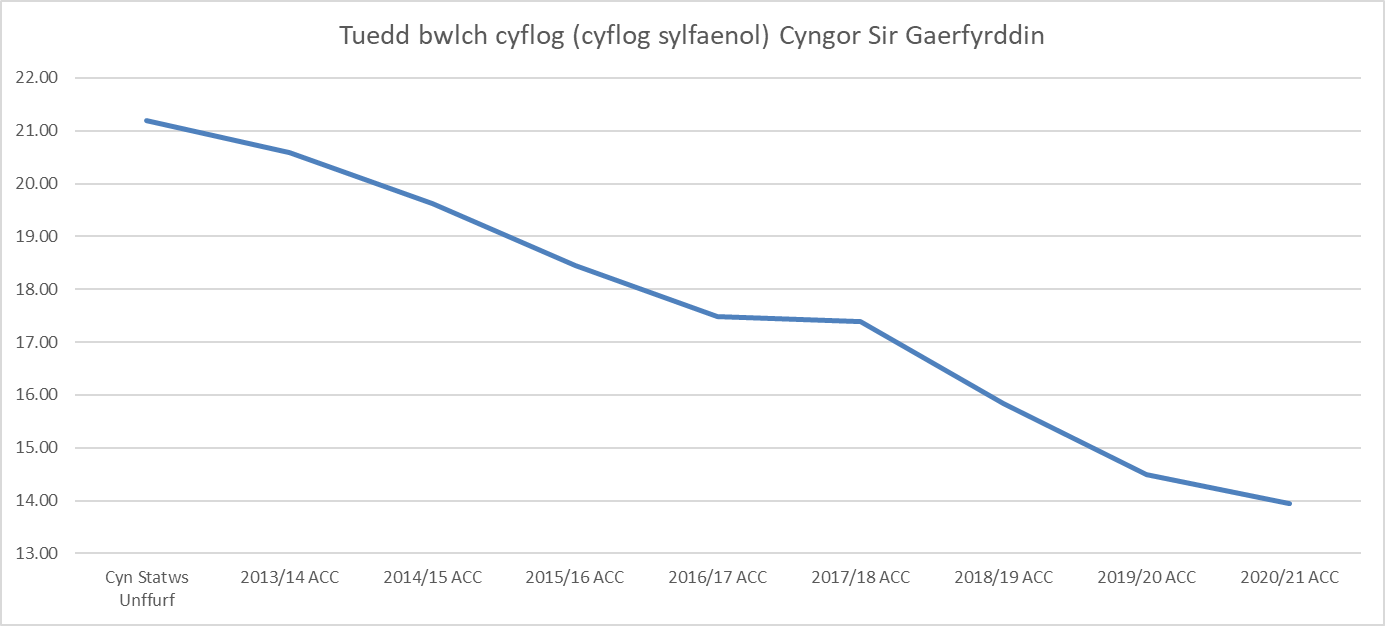 Tuedd bwlch cyflog (cyflog sylfaenol) Cyngor Sir Gaerfyrddin
22.00
21.00
20.00
19.00
18.00
17.00
16.00
15.00
14.00
13.00
Cyn Statws
Unffurf
2013/14 ACC
2014/15 ACC
2015/16 ACC
2016/17 ACC
2017/18 ACC
2018/19 ACC
2019/20 ACC
2020/21 ACC